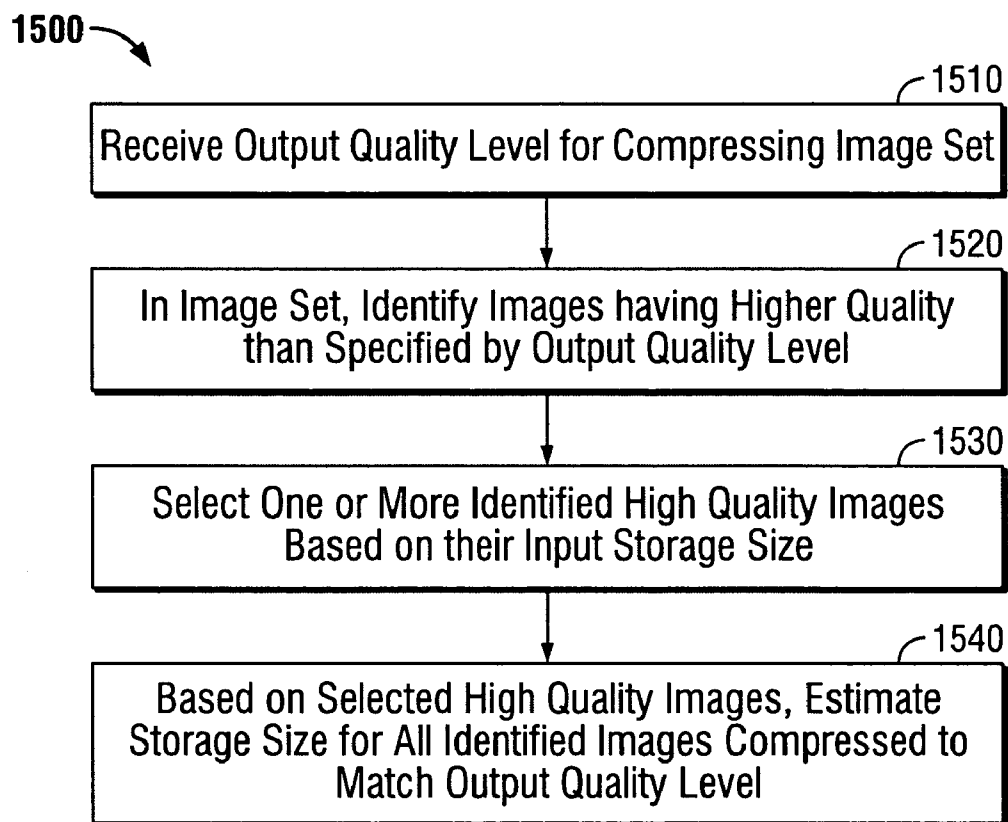 1500
1510
Receive Output Quality Level for Compressing Image Set
1520
In Image Set, Identify Images having Higher Quality
than Specified by Output Quality Level
1530
Select One or More Identified High Quality Images
Based on their Input Storage Size
1540
Based on Selected High Quality Images, Estimate
Storage Size for All Identified Images Compressed to
Match Output Quality Level